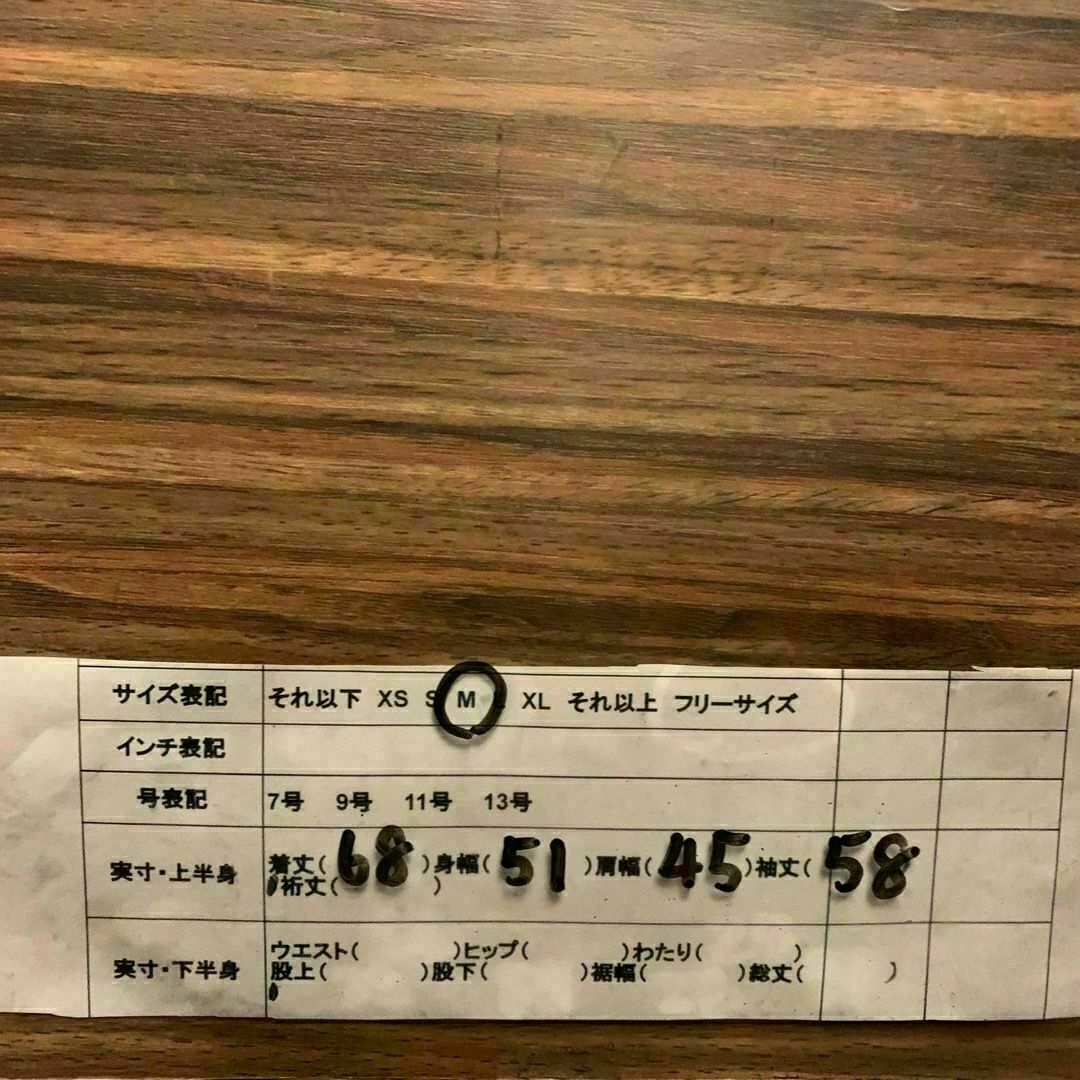 サイズ表記 それ以下 XS S M L XL それ以上 フリーサイズ
インチ表記
号表記 7号 9号 11号 13号
実寸・上半身 着丈(68)身幅(51)肩幅(45)袖丈(58
裄丈( )
実寸・下半身 ウエスト( )ヒップ( )わたり( )
股上( )股下( )裾幅( )総丈( )